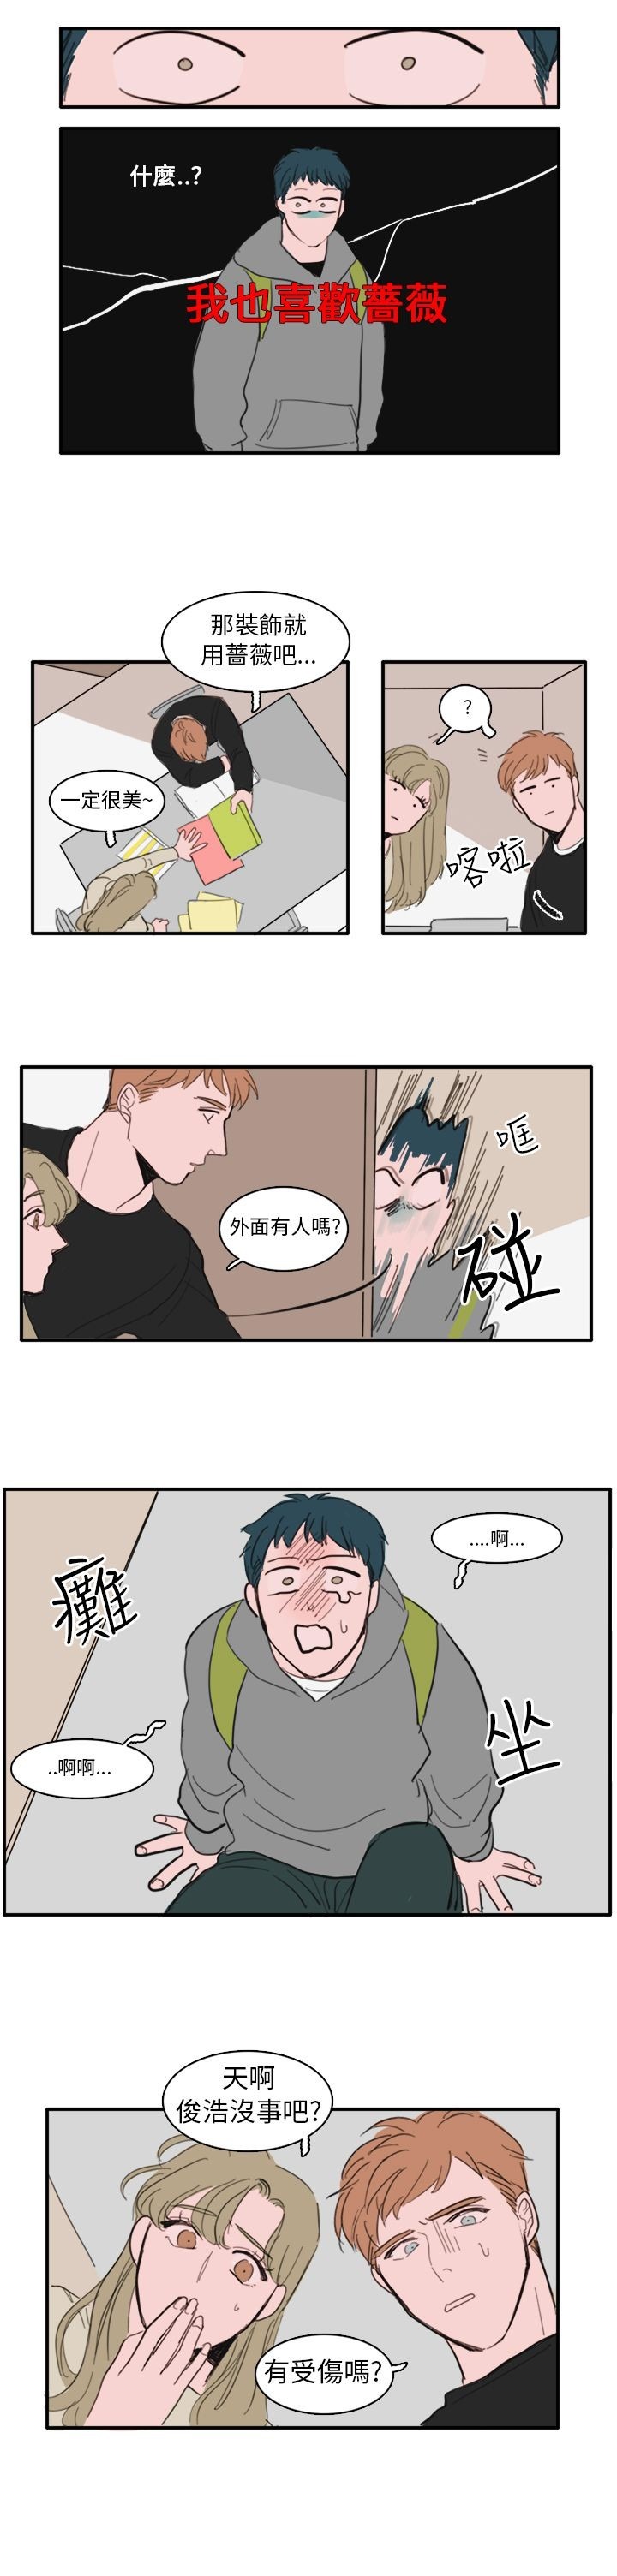 什麼..?
我也喜歡薔薇
那裝飾就
用薔薇吧...
一定很美~
?
喀啦
外面有人嗎?
哐
碰
....啊...
癱
..啊啊...
坐
天啊
俊浩沒事吧?
有受傷嗎?